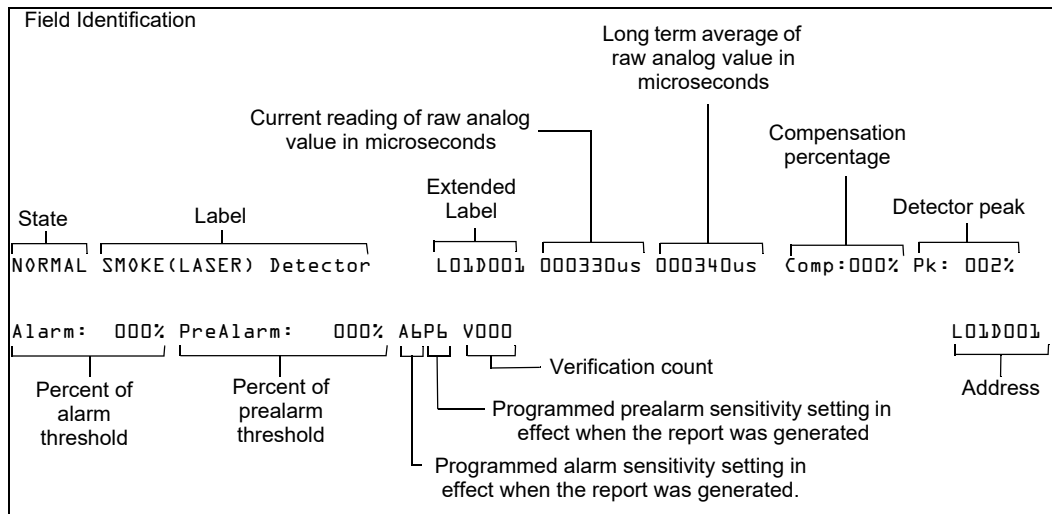 Field Identification
Long term average of
raw analog value in
microseconds
Current reading of raw analog
value in microseconds
Compensation
percentage
Extended
Label
State
Label
Detector peak
NORMAL SMOKE(LASER) Detector L01D001 000330us 000340us Comp:000% Pk: 002%
Alarm: 000% PreAlarm: 000% A6P6 V000 L01D001
Verification count
Percent of
alarm
threshold
Percent of
prealarm
threshold
Address
Programmed prealarm sensitivity setting in
effect when the report was generated
Programmed alarm sensitivity setting in
effect when the report was generated.